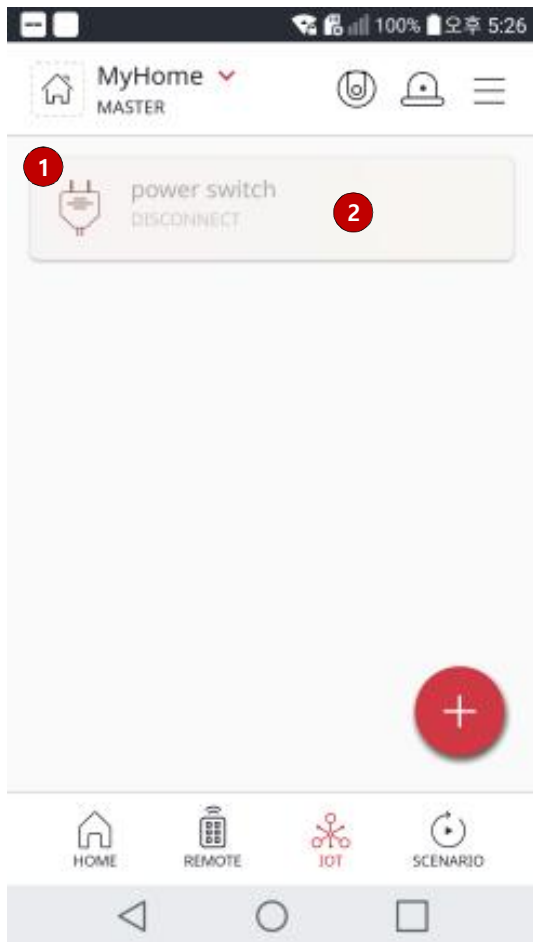 100% 오후 5:26
MyHome
MASTER
1
power switch
DISCONNECT
2
HOME REMOTE IOT SCENARIO